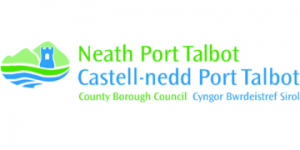 Neath Port Talbot
Castell-nedd Port Talbot
County Borough Council Cyngor Bwrdeistref Sirol